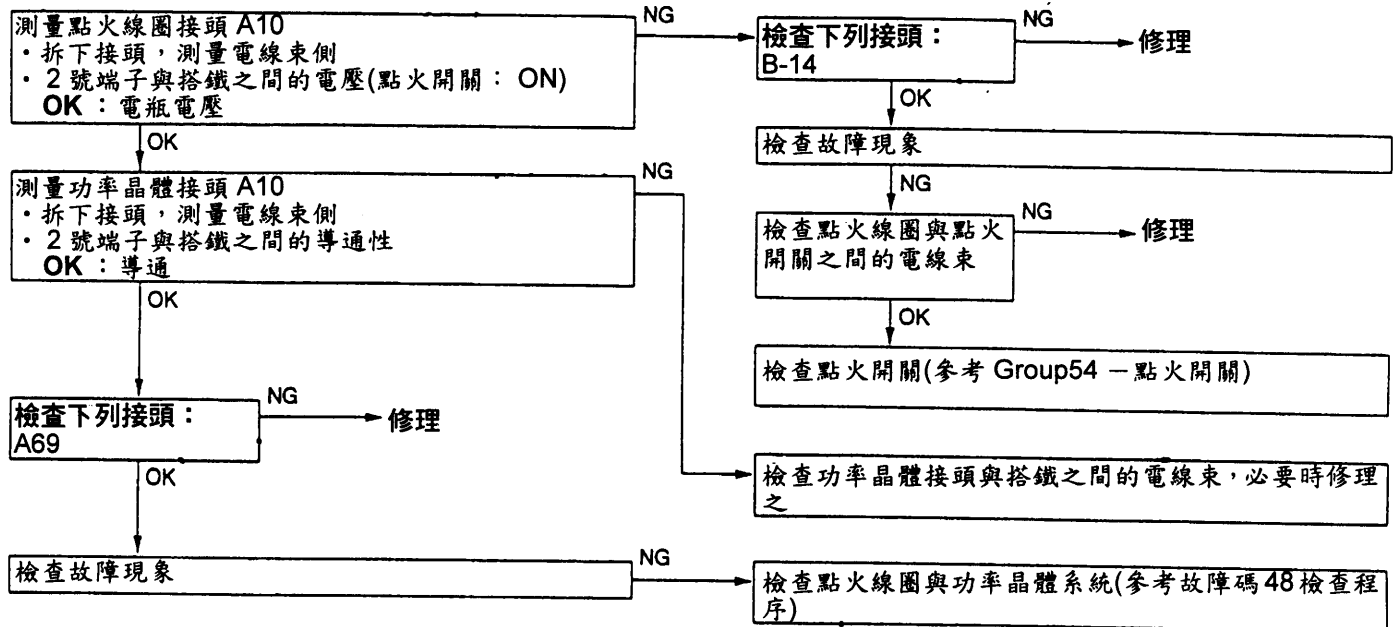 測量點火線圈接頭 A10
・拆下接頭，測量電線束側
・2 號端子與搭鐵之間的電壓(點火開關： ON)
OK ：電瓶電壓
NG
檢查下列接頭：
B-14
NG
修理
OK
檢查故障現象
NG
檢查點火線圈與點火
開關之間的電線束
NG
修理
OK
檢查點火開關(參考 Group54 －點火開關)
OK
測量功率晶體接頭 A10
・拆下接頭，測量電線束側
・2 號端子與搭鐵之間的導通性
OK ：導通
NG
檢查功率晶體接頭與搭鐵之間的電線束，必要時修理
之
OK
檢查下列接頭：
A69
NG
修理
OK
檢查故障現象
NG
檢查點火線圈與功率晶體系統(參考故障碼 48 檢查程
序)